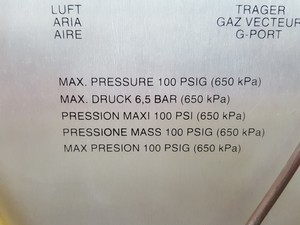 LUFT
ARIA
AIRE
TRAGER
GAZ VECTEUR
G-PORT
MAX. PRESSURE 100 PSIG (650 kPa)
MAX. DRUCK 6,5 BAR (650 kPa)
PRESSION MAXI 100 PSI (650 kPa)
PRESSIONE MASS 100 PSIG (650 kPa)
MAX PRESION 100 PSIG (650 kPa)